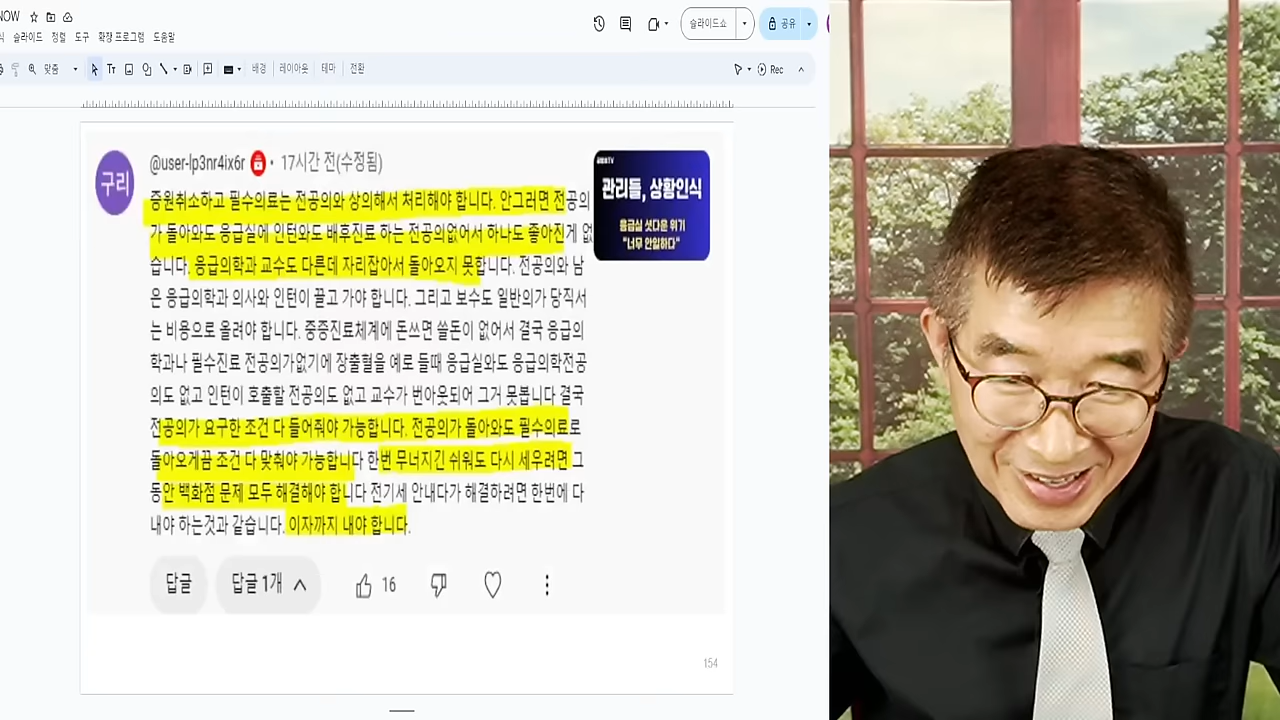 NOW
슬라이드 정렬 도구 확장 프로그램 도움말
슬라이드쇼
공유
맞춤
Tт
배경 레이아웃 테마 전환
Rec
구리
@user-lp3nr4ix6r · 17시간 전(수정됨)
증원취소하고 필수의료는 전공의와 상의해서 처리해야 합니다. 안그러면 전공의
가 돌아와도 응급실에 인턴와도 배후진료 하는 전공의없어서 하나도 좋아진게 없
습니다. 응급의학과 교수도 다른데 자리잡아서 돌아오지 못합니다. 전공의와 남
은 응급의학과 의사와 인턴이 끌고 가야 합니다. 그리고 보수도 일반의가 당직서
는 비용으로 올려야 합니다. 중증진료체계에 돈쓰면 쓸돈이 없어서 결국 응급의
학과나 필수진료 전공의가없기에 장출혈을 예로 들때 응급실와도 응급의학전공
의도 없고 인턴이 호출할 전공의도 없고 교수가 번아웃되어 그거 못봅니다 결국
전공의가 요구한 조건 다 들어줘야 가능합니다. 전공의가 돌아와도 필수의료로
돌아오게끔 조건 다 맞춰야 가능합니다 한번 무너지긴 쉬워도 다시 세우려면 그
동안 백화점 문제 모두 해결해야 합니다 전기세 안내다가 해결하려면 한번에 다
내야 하는것과 같습니다. 이자까지 내야 합니다.
관리들, 상황인식
응급실 셧다운 위기
"너무 안일하다"
답글
답글 1개
16
154